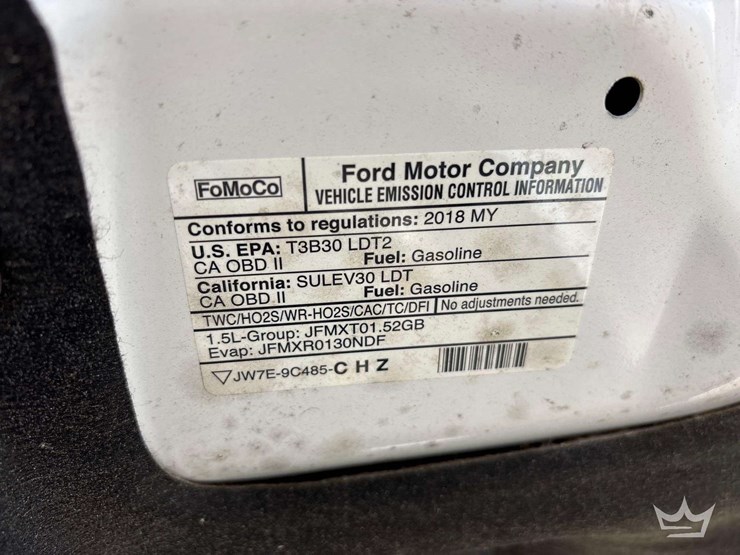 FoMoCo
Ford Motor Company
VEHICLE EMISSION CONTROL INFORMATION
Conforms to regulations: 2018 MY
U.S. EPA: T3B30 LDT2
CA OBD II Fuel: Gasoline
California: SULEV30 LDT
CA OBD II Fuel: Gasoline
TWC/HO2S/WR-HO2S/CAC/TC/DFI No adjustments needed.
1.5L-Group: JFMXT01.52GB
Evap: JFMXR0130NDF
JW7E-9C485-C H Z